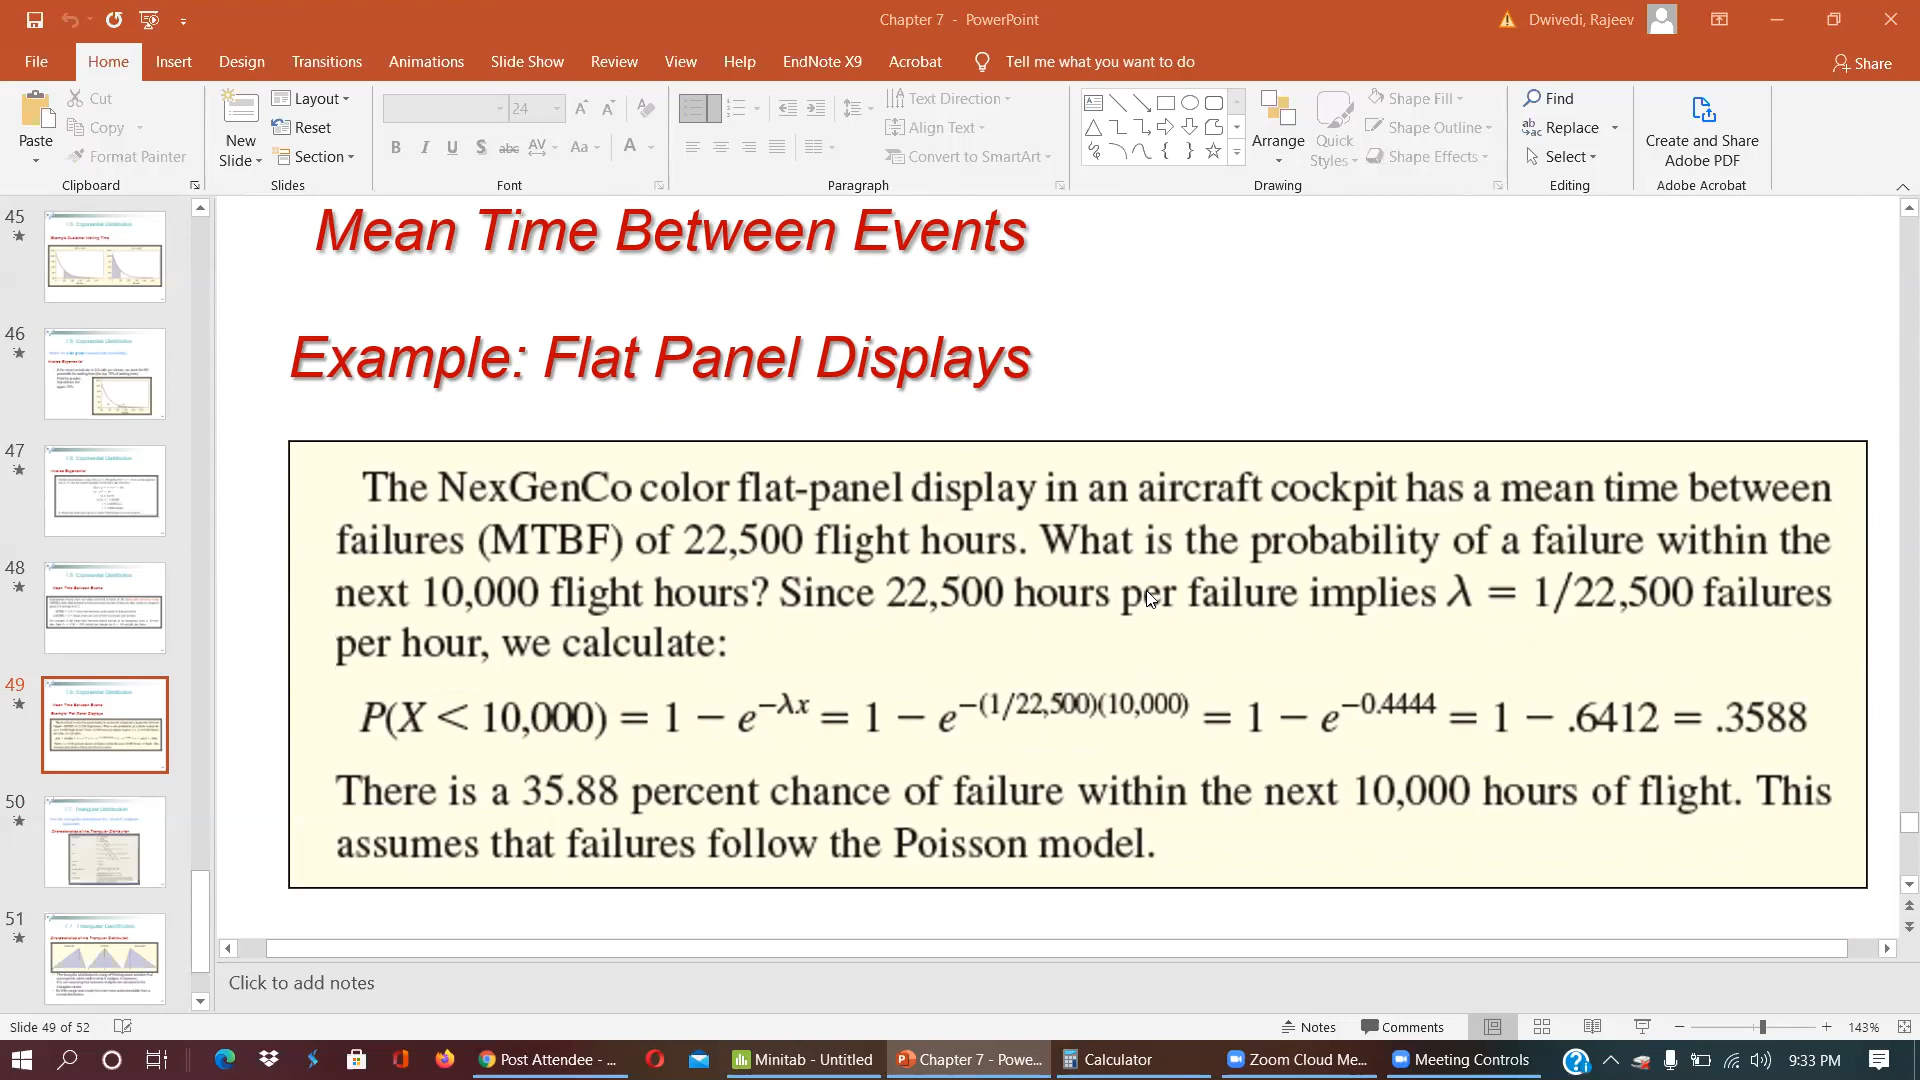 Chapter 7 - PowerPoint
Dwivedi, Rajeev
File Home Insert Design Transitions Animations Slide Show Review View Help EndNote X9 Acrobat Tell me what you want to do Share
Paste
Cut
Copy
Format Painter
Clipboard
New Slide
Layout
Reset
Section
Slides
24
B I U S abc AV Aa A
Font
Text Direction
Align Text
Convert to SmartArt
Paragraph
Arrange
Quick Styles
Shape Fill
Shape Outline
Shape Effects
Drawing
Find
Replace
Select
Editing
Create and Share Adobe PDF
Adobe Acrobat
45
46
47
48
49
50
51
Mean Time Between Events
Example: Flat Panel Displays
The NexGenCo color flat-panel display in an aircraft cockpit has a mean time between
failures (MTBF) of 22,500 flight hours. What is the probability of a failure within the
next 10,000 flight hours? Since 22,500 hours per failure implies λ = 1/22,500 failures
per hour, we calculate:
P(X < 10,000) = 1 − e^−λx = 1 − e^−(1/22,500)(10,000) = 1 − e^−0.4444 = 1 − .6412 = .3588
There is a 35.88 percent chance of failure within the next 10,000 hours of flight. This
assumes that failures follow the Poisson model.
Click to add notes
Slide 49 of 52
Notes
Comments
143%
Post Attendee - ...
Minitab - Untitled
Chapter 7 - Powe...
Calculator
Zoom Cloud Me...
Meeting Controls
9:33 PM